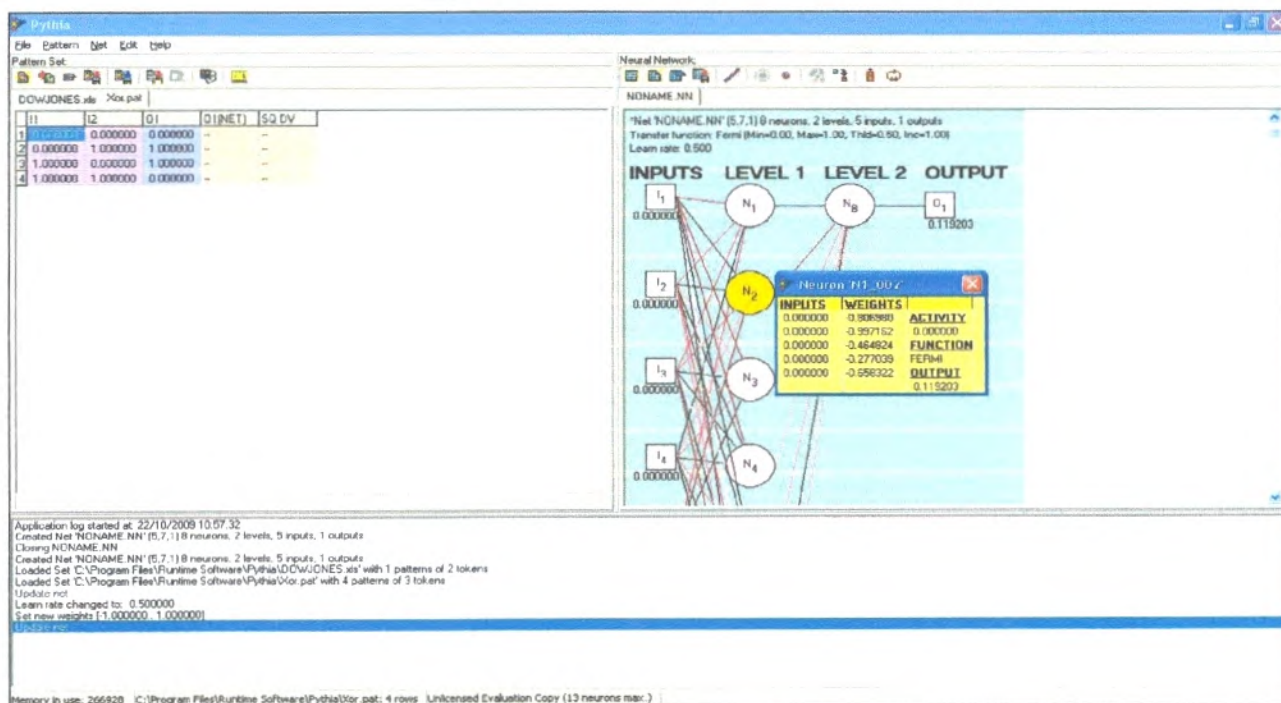 Pythia
File Pattern Net Edit Help
Pattern Set:
DOWJONES.xls Xor.pat
I1 I2 O1 O1(NET) SQ DV
1 0.000000 0.000000 0.000000 -- --
2 0.000000 1.000000 1.000000 -- --
3 1.000000 0.000000 1.000000 -- --
4 1.000000 1.000000 0.000000 -- --
Neural Network:
NONAME.NN
"Net 'NONAME.NN' (5,7,1) 8 neurons, 2 levels, 5 inputs, 1 outputs
Transfer function: Fermi (Min=0.00, Max=1.00, Thld=0.50, Inc=1.00)
Learn rate: 0.500
INPUTS LEVEL 1 LEVEL 2 OUTPUT
I1 N1 N8 O1
0.000000 0.119203
I2 N2
0.000000
I3 N3
0.000000
I4 N4
0.000000
Neuron 'N1_002'
INPUTS WEIGHTS
0.000000 ACTIVITY
0.000000 -0.997162 0.000000
0.000000 -0.464824 FUNCTION
0.000000 -0.277039 FERMI
0.000000 -0.658322 OUTPUT
0.119203
Application log started at: 22/10/2009 10:57:32
Created Net 'NONAME.NN' (5,7,1) 8 neurons, 2 levels, 5 inputs, 1 outputs
Closing NONAME.NN
Created Net 'NONAME.NN' (5,7,1) 8 neurons, 2 levels, 5 inputs, 1 outputs
Loaded Set 'C:\Program Files\Runtime Software\Pythia\DOWJONES.xls' with 1 patterns of 2 tokens
Loaded Set 'C:\Program Files\Runtime Software\Pythia\Xor.pat' with 4 patterns of 3 tokens
Update net
Learn rate changed to: 0.500000
Set new weights [-1.000000 . 1.000000]
Update net
Memory in use: 266928 C:\Program Files\Runtime Software\Pythia\Xor.pat: 4 rows Unlicensed Evaluation Copy (13 neurons max.)